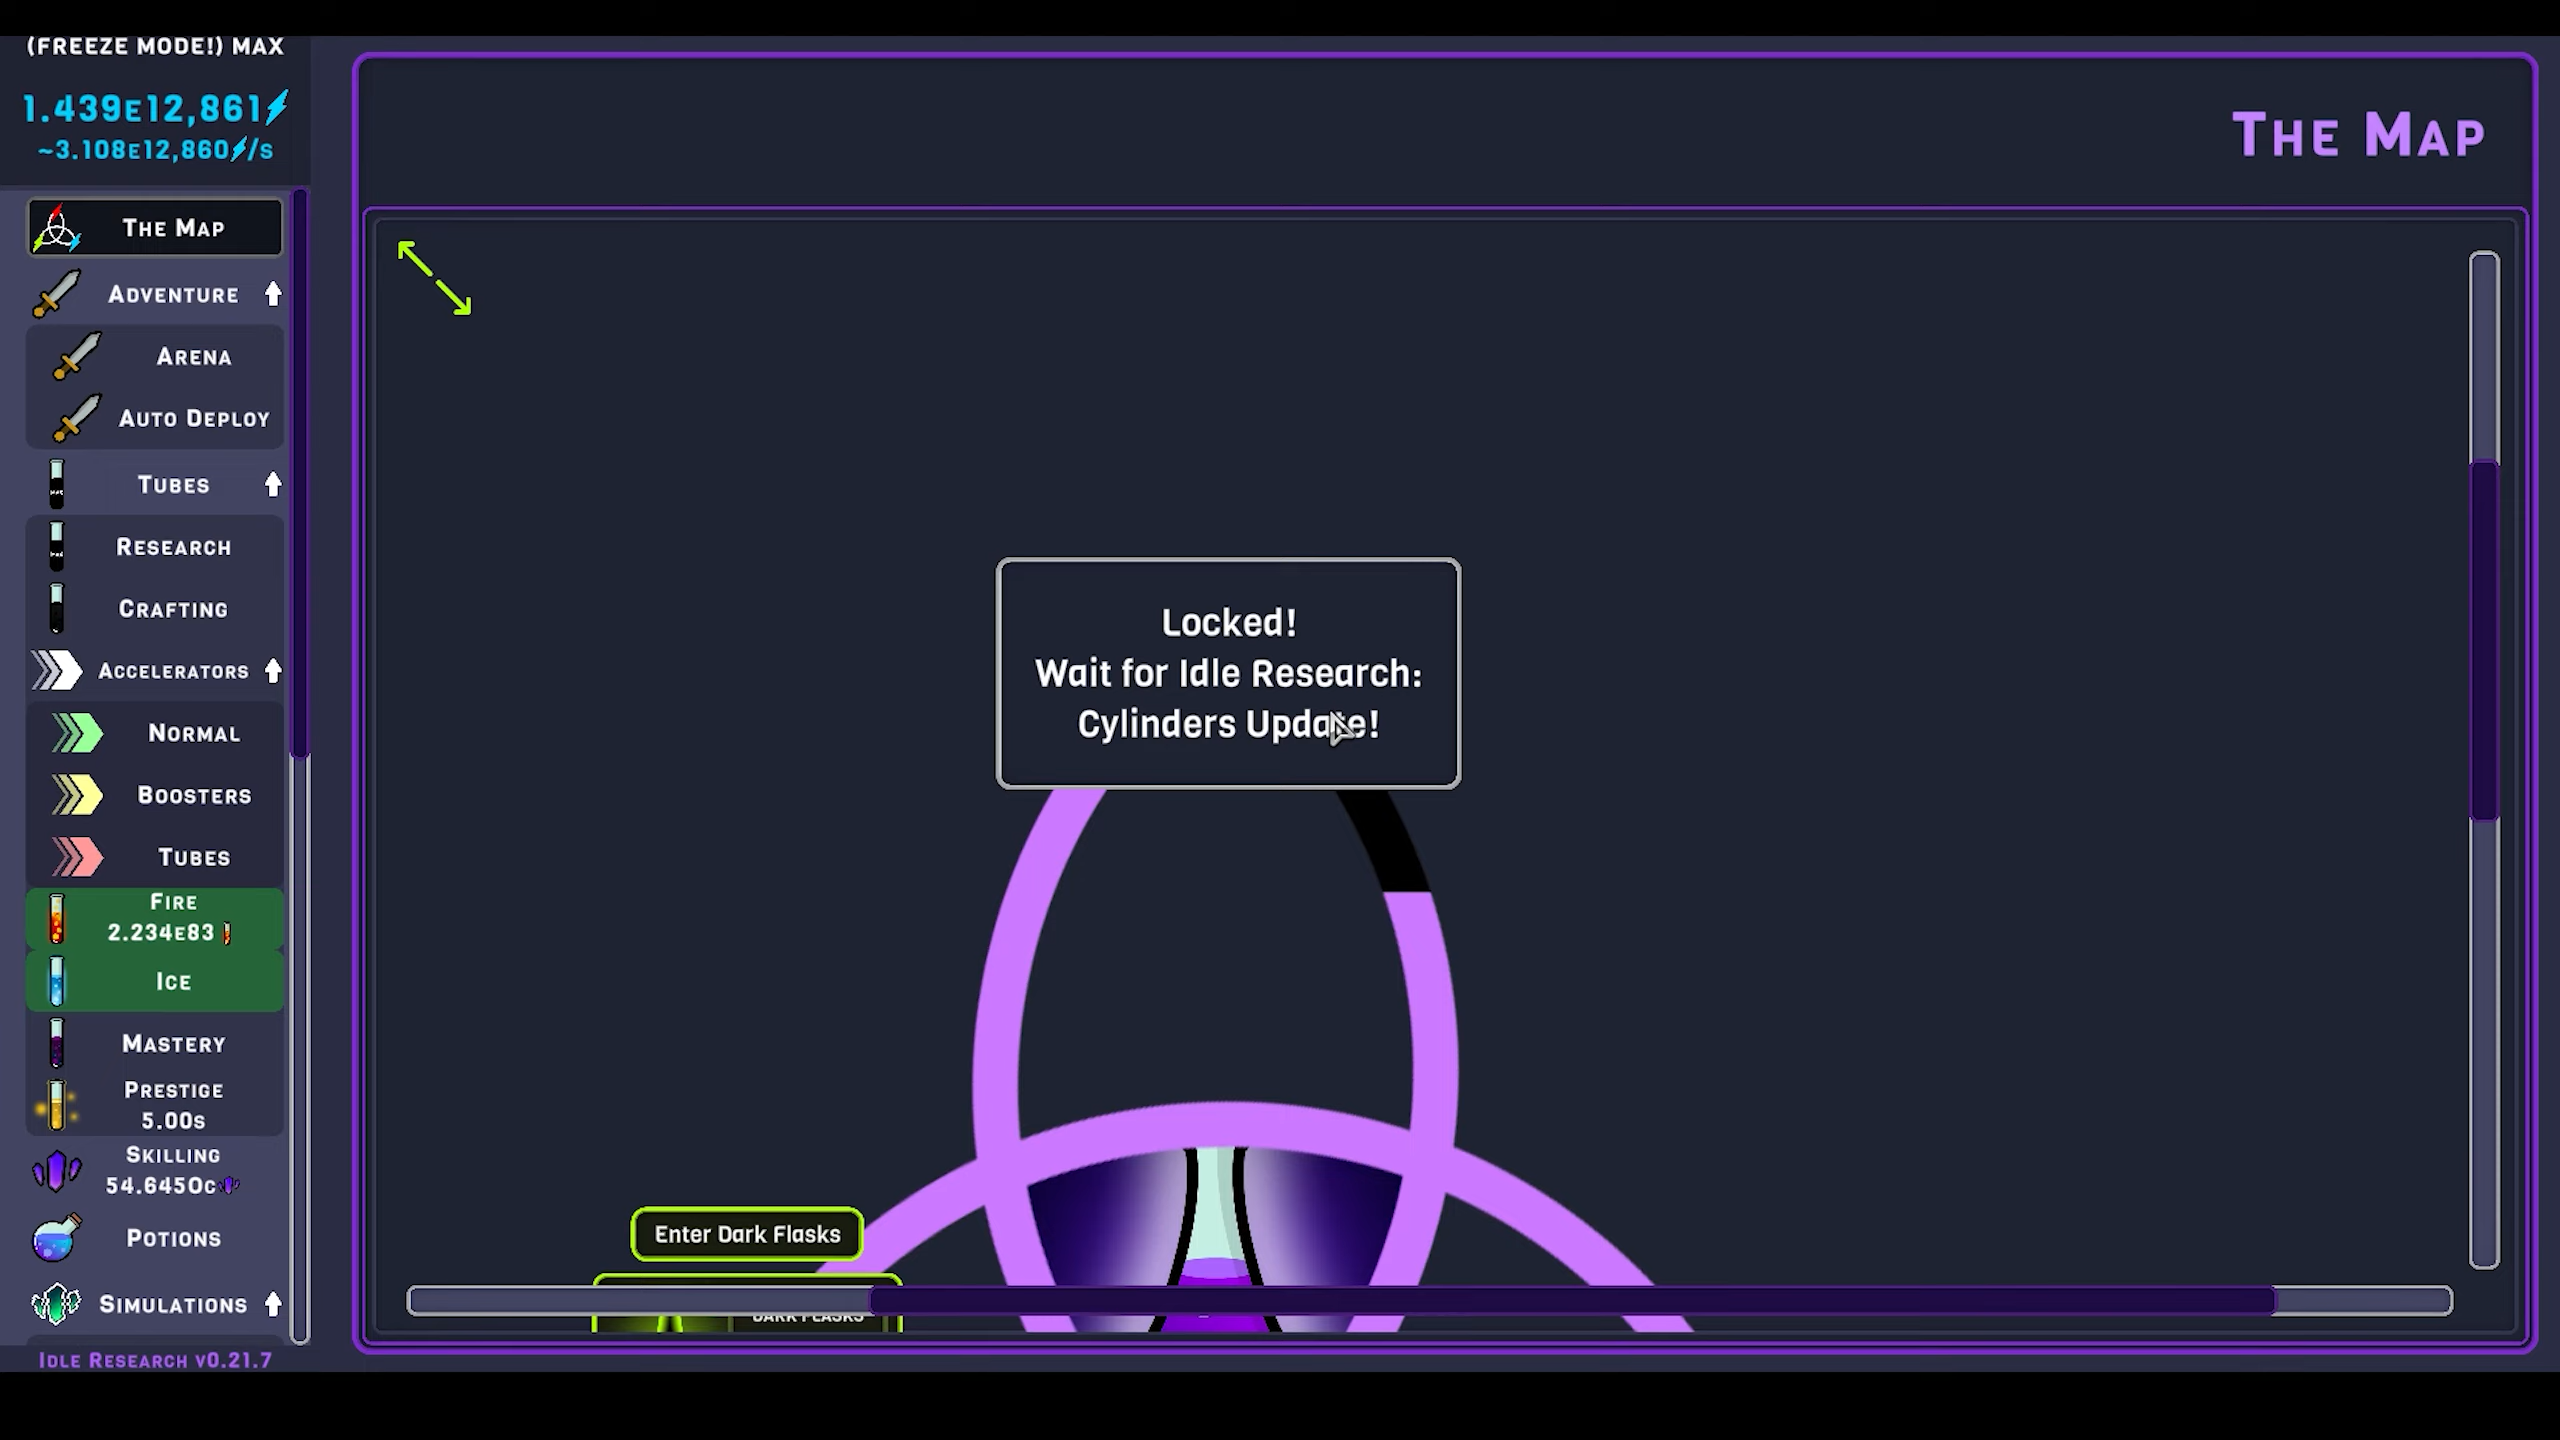 (FREEZE MODE!) MAX
1.439E12,861
~3.108E12,860/s
THE MAP
ADVENTURE
ARENA
AUTO DEPLOY
TUBES
RESEARCH
CRAFTING
ACCELERATORS
NORMAL
BOOSTERS
TUBES
FIRE
2.234E83
ICE
MASTERY
PRESTIGE
5.00s
SKILLING
54.645Oc
POTIONS
SIMULATIONS
IDLE RESEARCH v0.21.7
THE MAP
Locked!
Wait for Idle Research:
Cylinders Update!
Enter Dark Flasks
DARK FLASKS